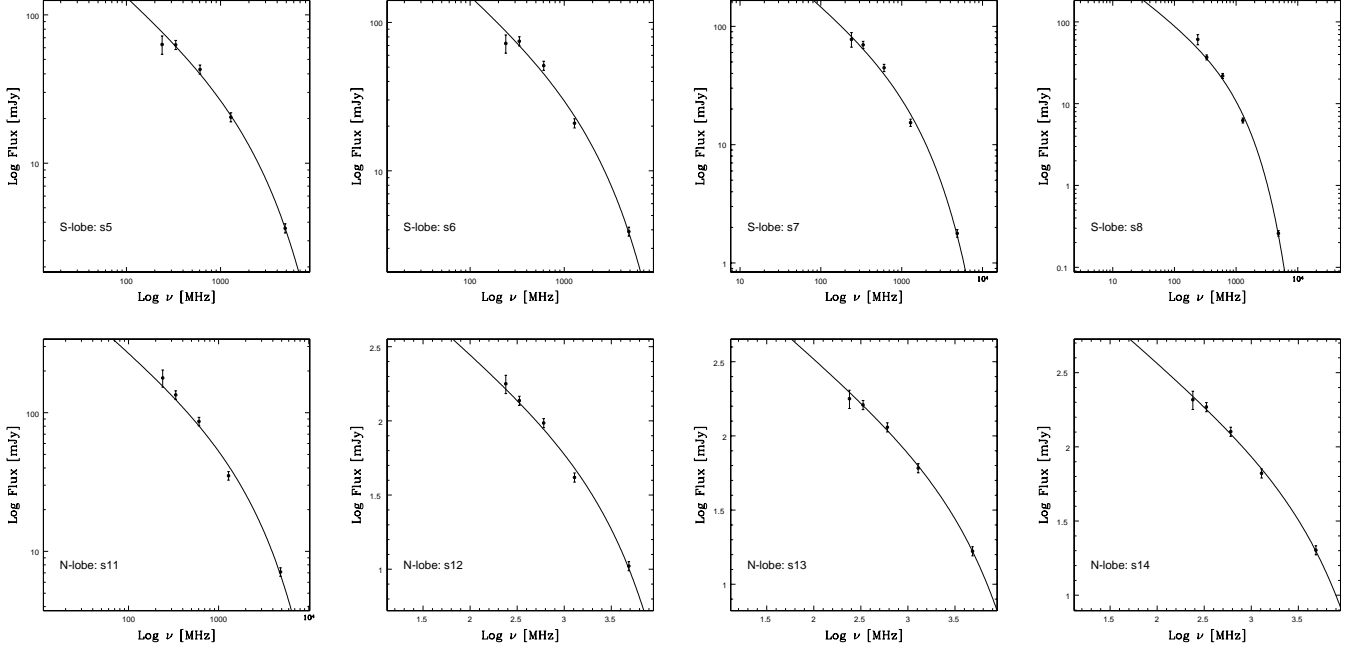 Log Flux [mJy]
100
10
S-lobe: s5
100
1000
Log ν [MHz]
Log Flux [mJy]
100
10
S-lobe: s6
100
1000
Log ν [MHz]
Log Flux [mJy]
100
10
1
S-lobe: s7
10
100
1000
10⁴
Log ν [MHz]
Log Flux [mJy]
100
10
1
0.1
S-lobe: s8
10
100
1000
10⁴
Log ν [MHz]
Log Flux [mJy]
100
10
N-lobe: s11
100
1000
10⁴
Log ν [MHz]
Log Flux [mJy]
2.5
2
1.5
1
N-lobe: s12
1.5
2
2.5
3
3.5
Log ν [MHz]
Log Flux [mJy]
2.5
2
1.5
1
N-lobe: s13
1.5
2
2.5
3
3.5
Log ν [MHz]
Log Flux [mJy]
2.5
2
1.5
1
N-lobe: s14
1.5
2
2.5
3
3.5
Log ν [MHz]